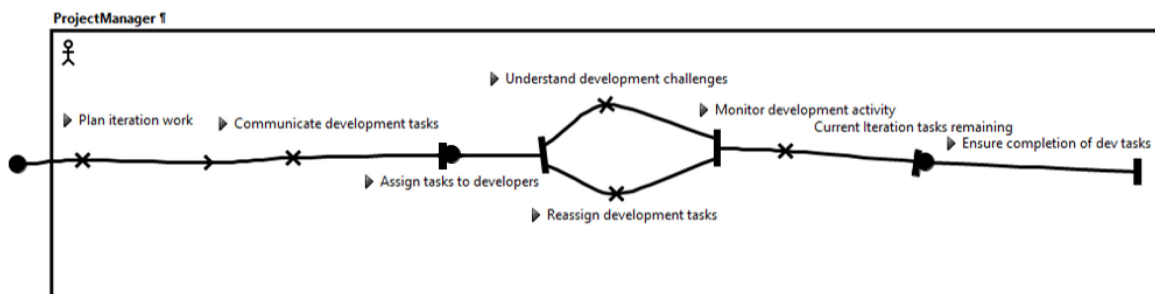 ProjectManager ¶
Understand development challenges
Plan iteration work
Communicate development tasks
Monitor development activity
Current Iteration tasks remaining
Ensure completion of dev tasks
Assign tasks to developers
Reassign development tasks